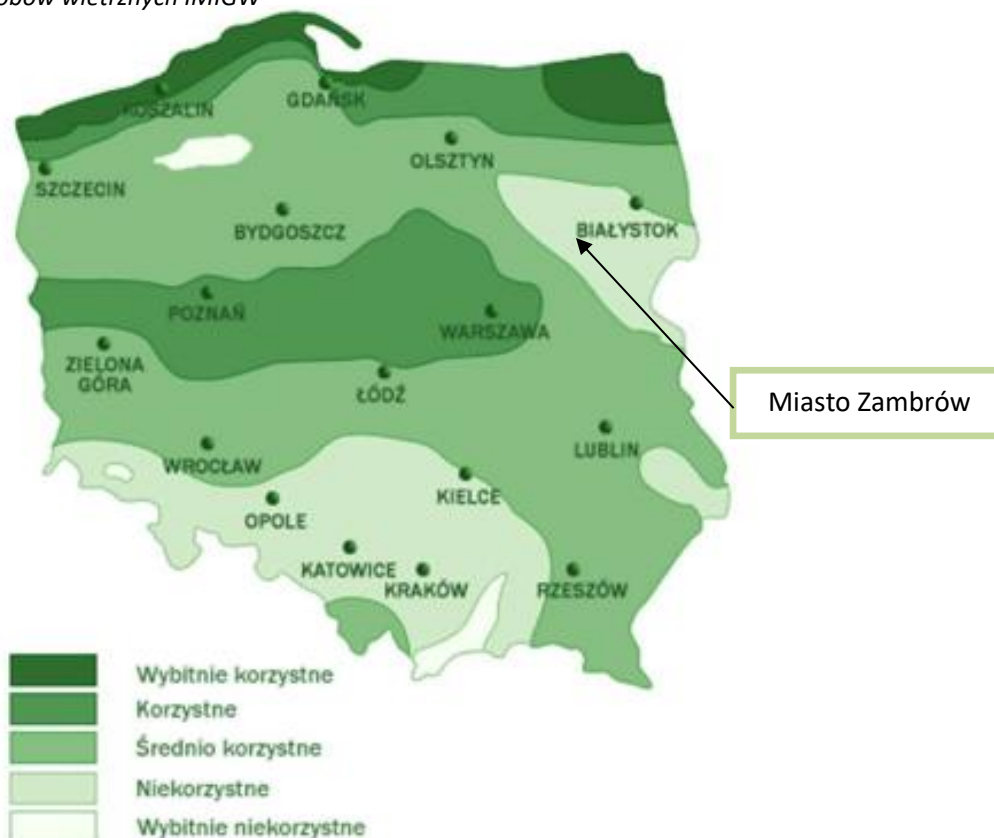 KOSZALIN
GDAŃSK
OLSZTYN
SZCZECIN
BYDGOSZCZ
BIAŁYSTOK
POZNAŃ
WARSZAWA
ZIELONA
GÓRA
ŁÓDŹ
Miasto Zambrów
WROCŁAW
LUBLIN
KIELCE
OPOLE
KATOWICE
KRAKÓW
RZESZÓW
Wybitnie korzystne
Korzystne
Średnio korzystne
Niekorzystne
Wybitnie niekorzystne